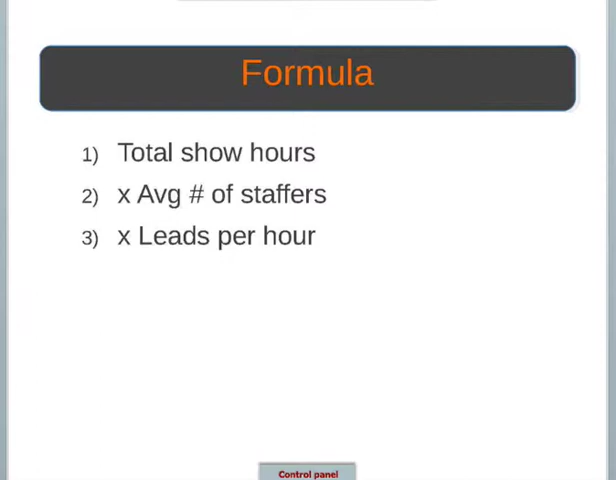 Formula
1) Total show hours
2) x Avg # of staffers
3) x Leads per hour
Control panel